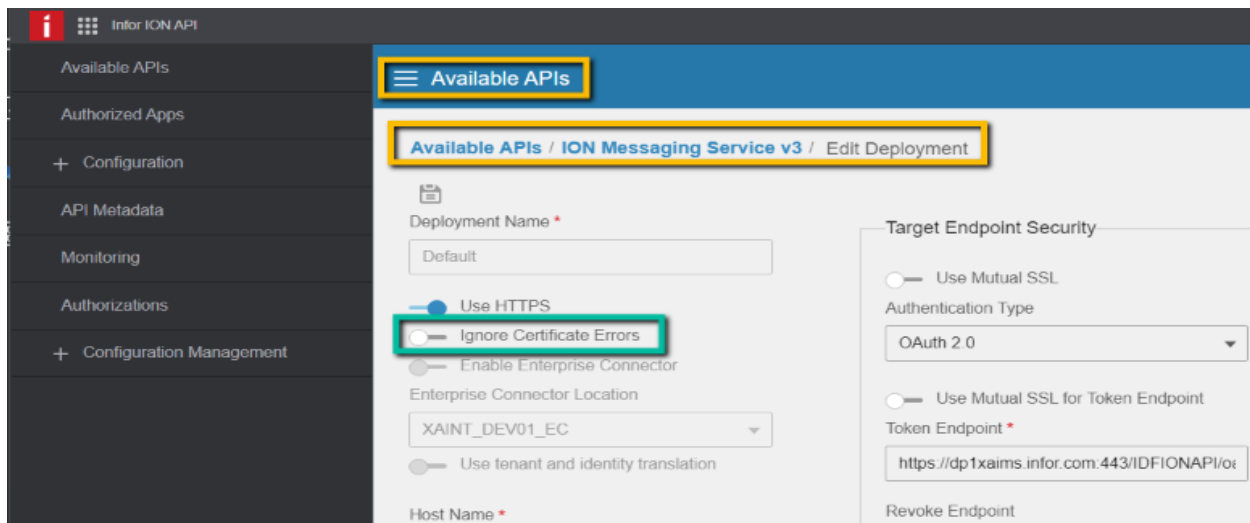 Infor ION API
Available APIs
Authorized Apps
+ Configuration
API Metadata
Monitoring
Authorizations
+ Configuration Management
Available APIs
Available APIs / ION Messaging Service v3 / Edit Deployment
Deployment Name *
Default
Use HTTPS
Ignore Certificate Errors
Enable Enterprise Connector
Enterprise Connector Location
XAINT_DEV01_EC
Use tenant and identity translation
Host Name *
Target Endpoint Security
Use Mutual SSL
Authentication Type
OAuth 2.0
Use Mutual SSL for Token Endpoint
Token Endpoint *
https://dp1xaims.infor.com:443/IDFIONAPI/oa
Revoke Endpoint